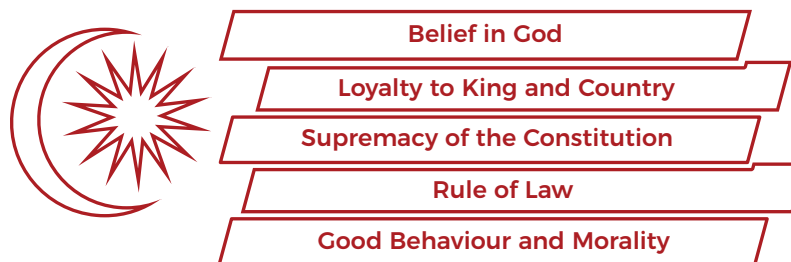 Belief in God
Loyalty to King and Country
Supremacy of the Constitution
Rule of Law
Good Behaviour and Morality